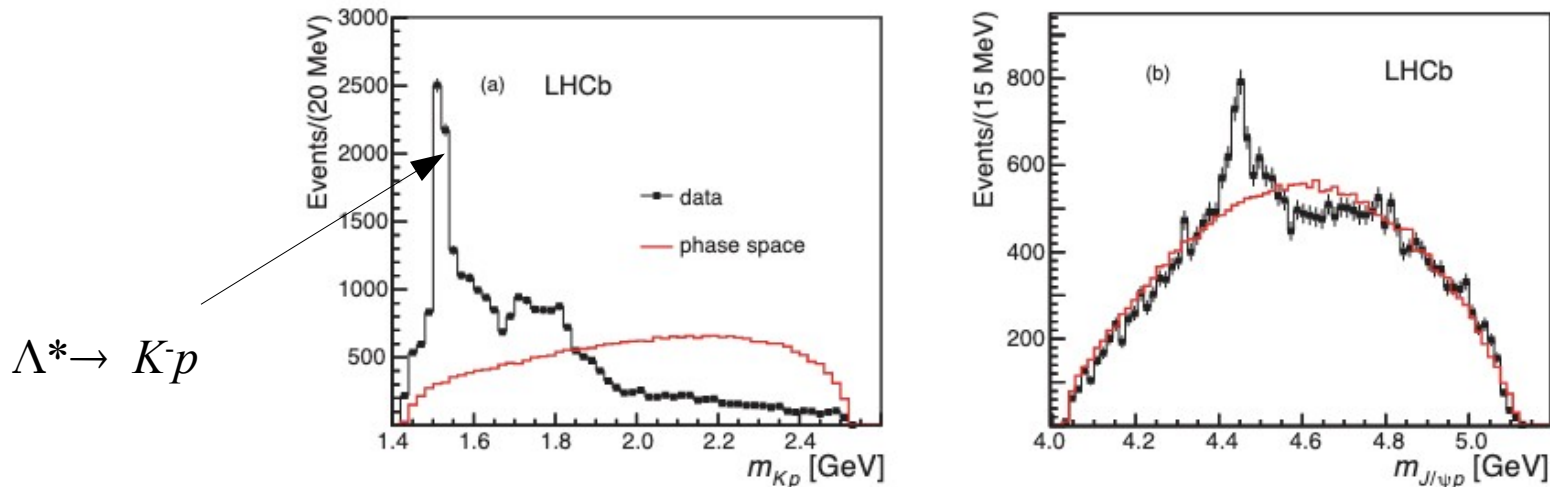 Λ*→ K-p
Events/(20 MeV)
3000
2500
2000
1500
1000
500
(a) LHCb
data
phase space
1.4 1.6 1.8 2.0 2.2 2.4
mKp [GeV]
Events/(15 MeV)
800
600
400
200
(b) LHCb
4.0 4.2 4.4 4.6 4.8 5.0
mJ/ψp [GeV]